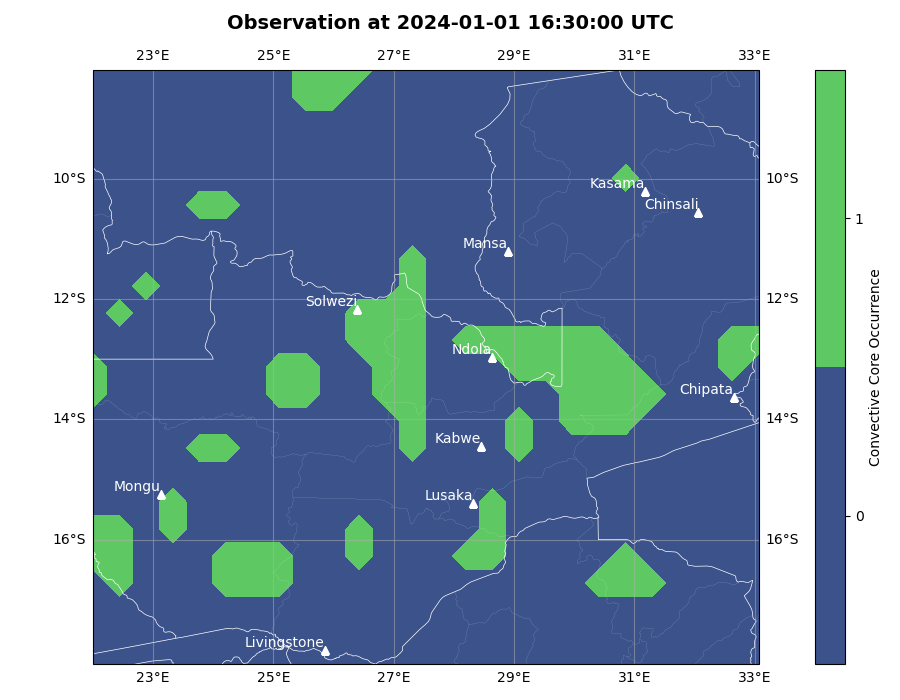 Observation at 2024-01-01 16:30:00 UTC
23°E 25°E 27°E 29°E 31°E 33°E
10°S 10°S
Kasama
Chinsali
Mansa
12°S 12°S
Solwezi
Ndola
Chipata
14°S 14°S
Kabwe
Mongu
Lusaka
16°S 16°S
Livingstone
23°E 25°E 27°E 29°E 31°E 33°E
1
0
Convective Core Occurrence